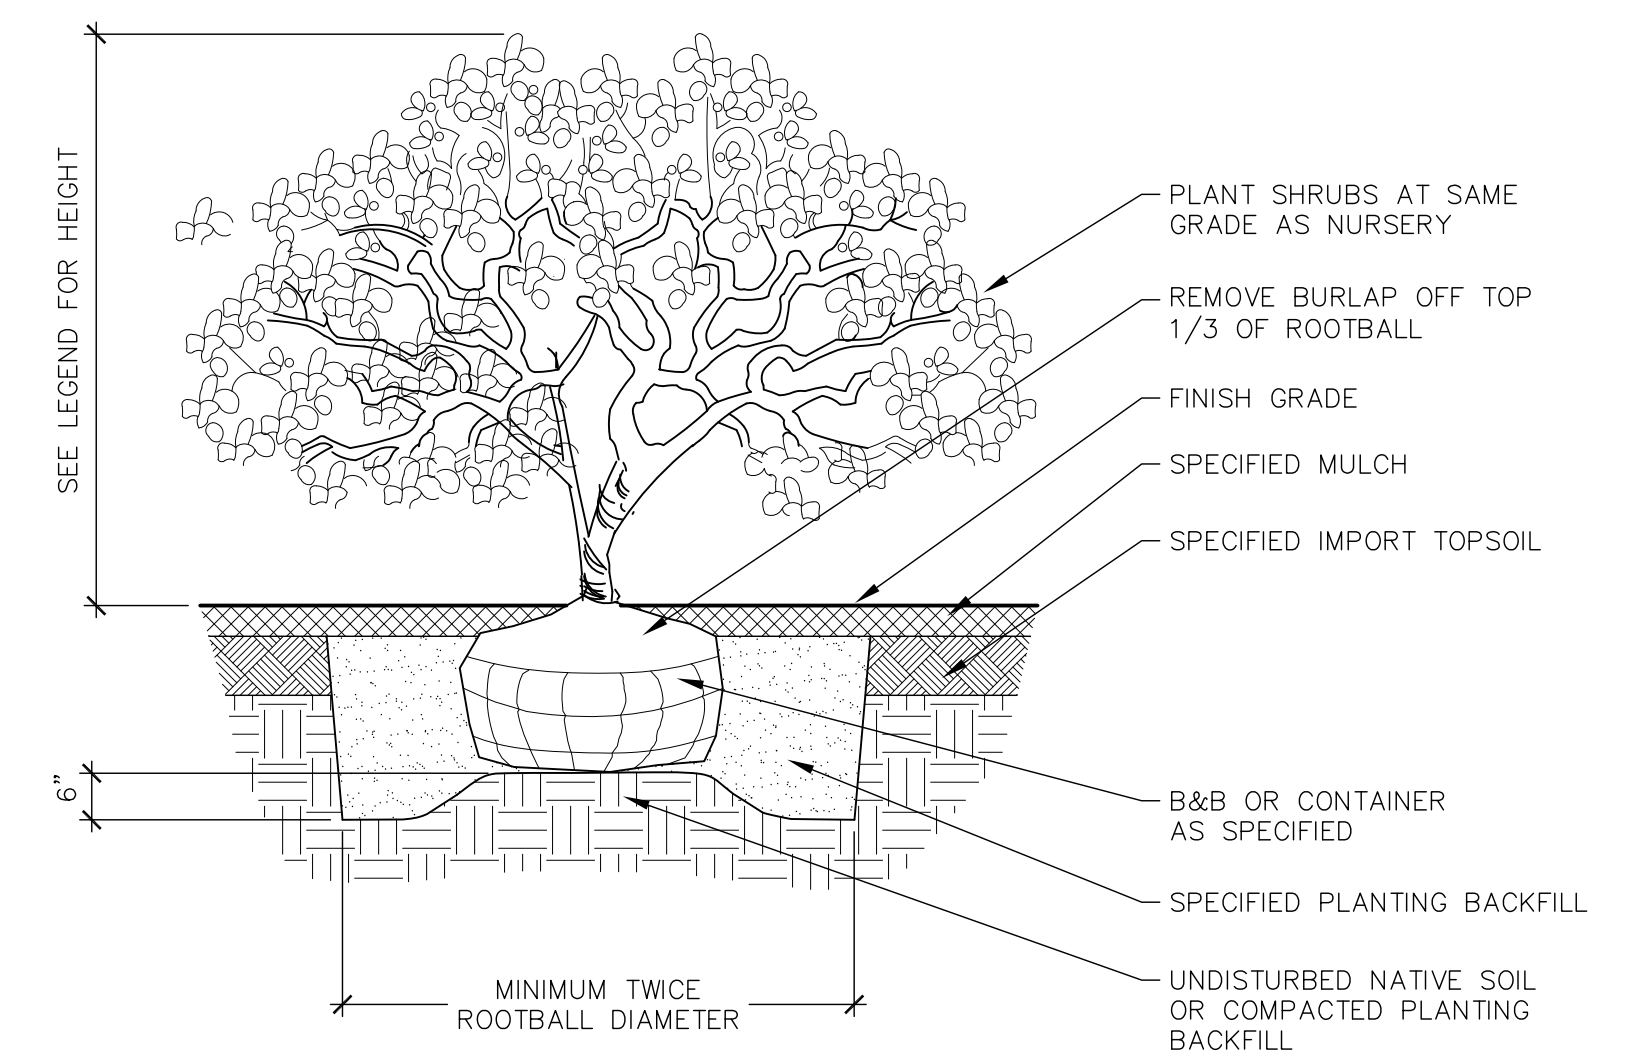 SEE LEGEND FOR HEIGHT
PLANT SHRUBS AT SAME
GRADE AS NURSERY
REMOVE BURLAP OFF TOP
1/3 OF ROOTBALL
FINISH GRADE
SPECIFIED MULCH
SPECIFIED IMPORT TOPSOIL
6"
B&B OR CONTAINER
AS SPECIFIED
SPECIFIED PLANTING BACKFILL
UNDISTURBED NATIVE SOIL
OR COMPACTED PLANTING
BACKFILL
MINIMUM TWICE
ROOTBALL DIAMETER